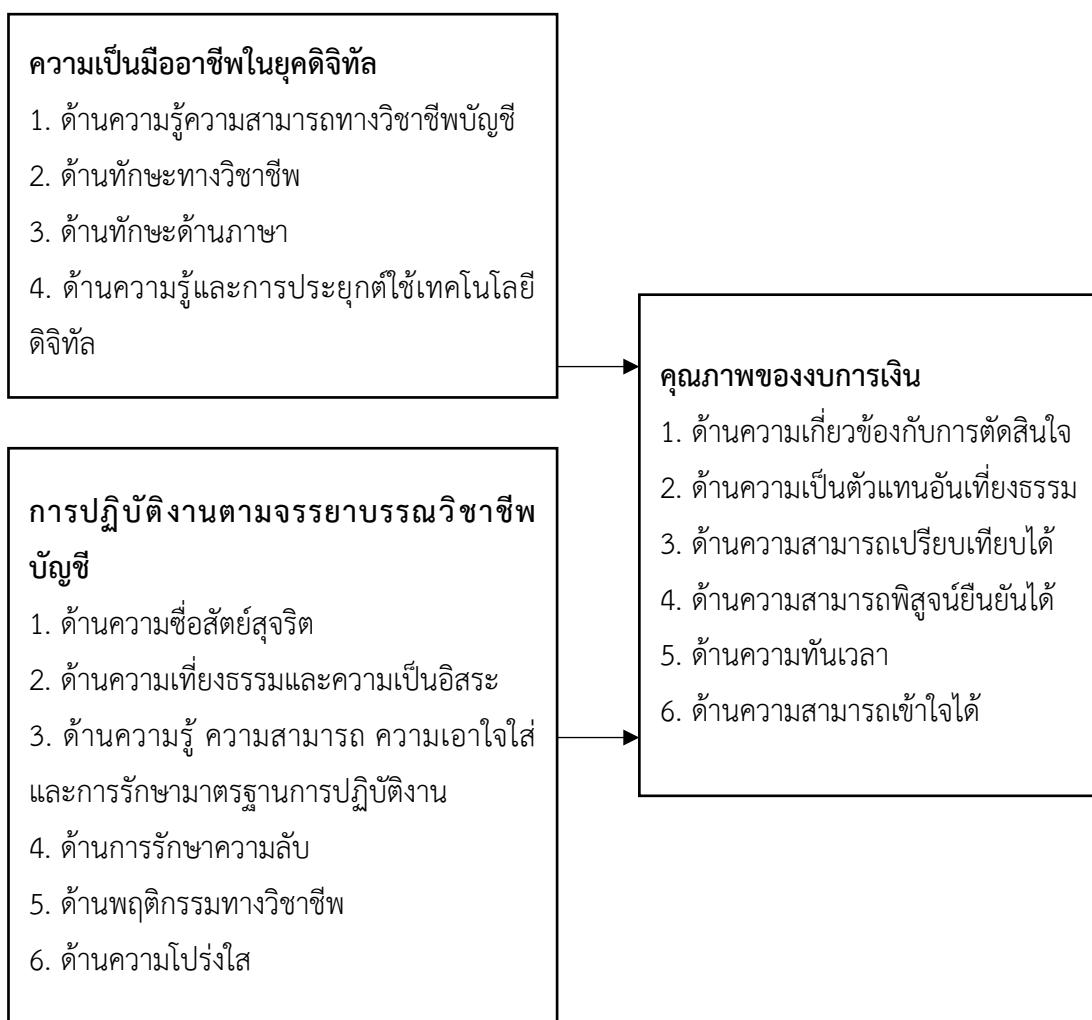 ความเป็นมืออาชีพในยุคดิจิทัล
1. ด้านความรู้ความสามารถทางวิชาชีพบัญชี
2. ด้านทักษะทางวิชาชีพ
3. ด้านทักษะด้านภาษา
4. ด้านความรู้และการประยุกต์ใช้เทคโนโลยี
ดิจิทัล
การปฏิบัติงานตามจรรยาบรรณวิชาชีพ
บัญชี
1. ด้านความซื่อสัตย์สุจริต
2. ด้านความเที่ยงธรรมและความเป็นอิสระ
3. ด้านความรู้ ความสามารถ ความเอาใจใส่
และการรักษามาตรฐานการปฏิบัติงาน
4. ด้านการรักษาความลับ
5. ด้านพฤติกรรมทางวิชาชีพ
6. ด้านความโปร่งใส
คุณภาพของงบการเงิน
1. ด้านความเกี่ยวข้องกับการตัดสินใจ
2. ด้านความเป็นตัวแทนอันเที่ยงธรรม
3. ด้านความสามารถเปรียบเทียบได้
4. ด้านความสามารถพิสูจน์ยืนยันได้
5. ด้านความทันเวลา
6. ด้านความสามารถเข้าใจได้